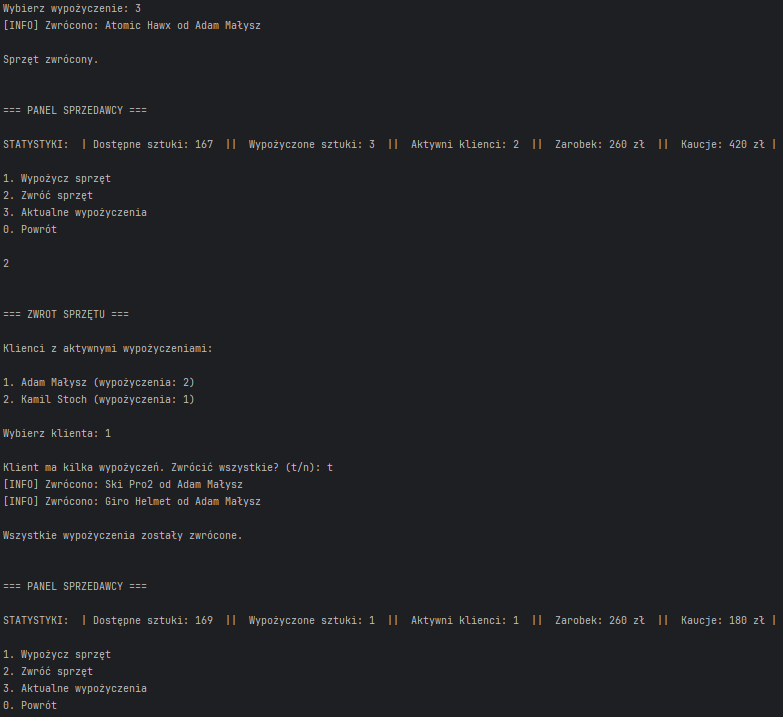 Wybierz wypożyczenie: 3
[INFO] Zwrócono: Atomic Hawx od Adam Małysz
Sprzęt zwrócony.
=== PANEL SPRZEDAWCY ===
STATYSTYKI:  | Dostępne sztuki: 167  ||  Wypożyczone sztuki: 3  ||  Aktywni klienci: 2  ||  Zarobek: 260 zł  ||  Kaucje: 420 zł |
1. Wypożycz sprzęt
2. Zwróć sprzęt
3. Aktualne wypożyczenia
0. Powrót
2
=== ZWROT SPRZĘTU ===
Klienci z aktywnymi wypożyczeniami:
1. Adam Małysz (wypożyczenia: 2)
2. Kamil Stoch (wypożyczenia: 1)
Wybierz klienta: 1
Klient ma kilka wypożyczeń. Zwrócić wszystkie? (t/n): t
[INFO] Zwrócono: Ski Pro2 od Adam Małysz
[INFO] Zwrócono: Giro Helmet od Adam Małysz
Wszystkie wypożyczenia zostały zwrócone.
=== PANEL SPRZEDAWCY ===
STATYSTYKI:  | Dostępne sztuki: 169  ||  Wypożyczone sztuki: 1  ||  Aktywni klienci: 1  ||  Zarobek: 260 zł  ||  Kaucje: 180 zł |
1. Wypożycz sprzęt
2. Zwróć sprzęt
3. Aktualne wypożyczenia
0. Powrót